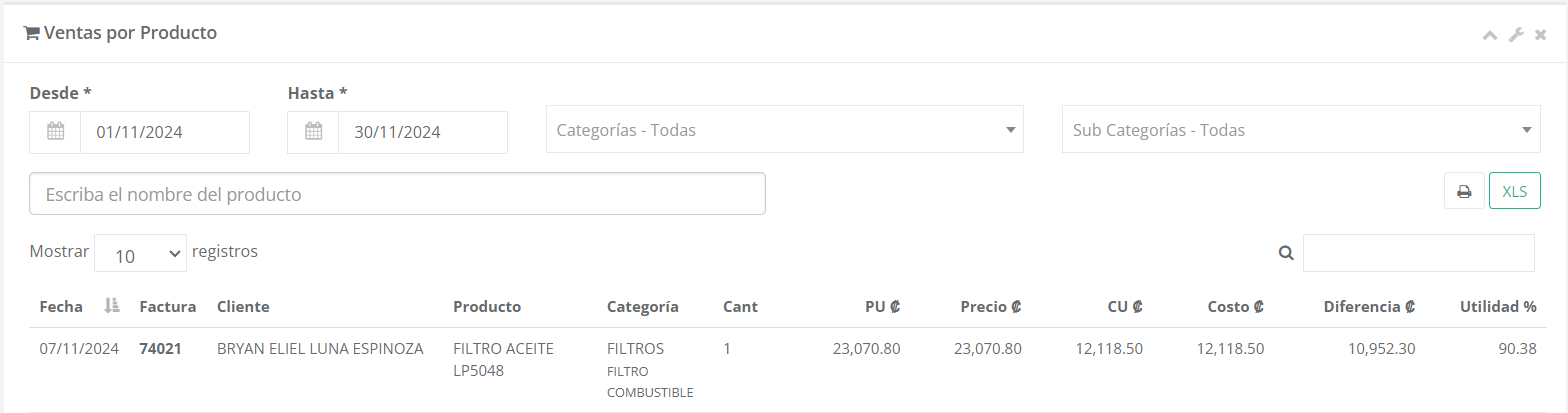 Ventas por Producto
Desde * Hasta *
01/11/2024 30/11/2024 Categorías - Todas Sub Categorías - Todas
Escriba el nombre del producto XLS
Mostrar 10 registros
Fecha Factura Cliente Producto Categoría Cant PU ₡ Precio ₡ CU ₡ Costo ₡ Diferencia ₡ Utilidad %
07/11/2024 74021 BRYAN ELIEL LUNA ESPINOZA FILTRO ACEITE FILTROS 1 23,070.80 23,070.80 12,118.50 12,118.50 10,952.30 90.38
LP5048 FILTRO
COMBUSTIBLE